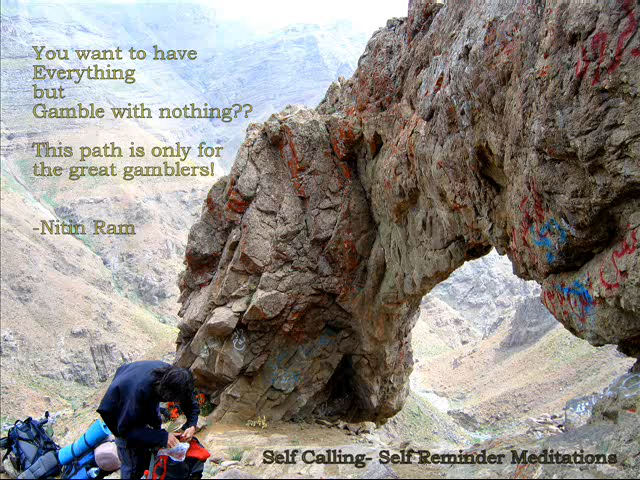 You want to have
Everything
but
Gamble with nothing??
This path is only for
the great gamblers!
-Nitin Ram
Self Calling- Self Reminder Meditations